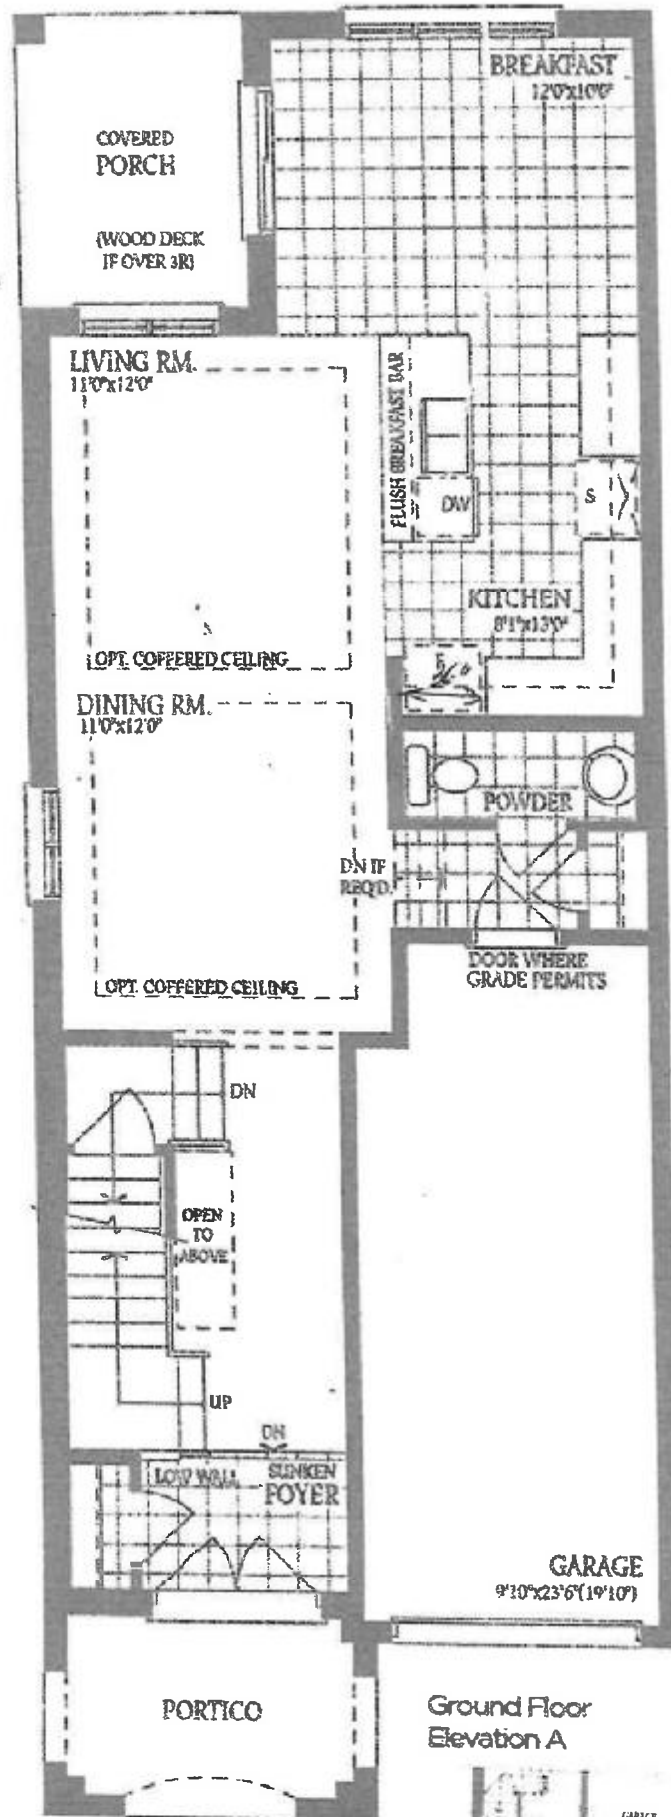 BREAKFAST
12'0"x10'0"
COVERED
PORCH
(WOOD DECK
IF OVER 3R)
LIVING RM.
11'0"x12'0"
FLUSH BREAKFAST BAR
DW
S
KITCHEN
8'1"x13'0"
OPT. COFFERED CEILING
DINING RM.
11'0"x12'0"
POWDER
DN IF
REQ'D.
DOOR WHERE
GRADE PERMITS
OPT. COFFERED CEILING
DN
OPEN
TO
ABOVE
UP
DN
LOW WALL
SUNKEN
FOYER
GARAGE
9'10"x23'6"(19'10")
PORTICO
Ground Floor
Elevation A